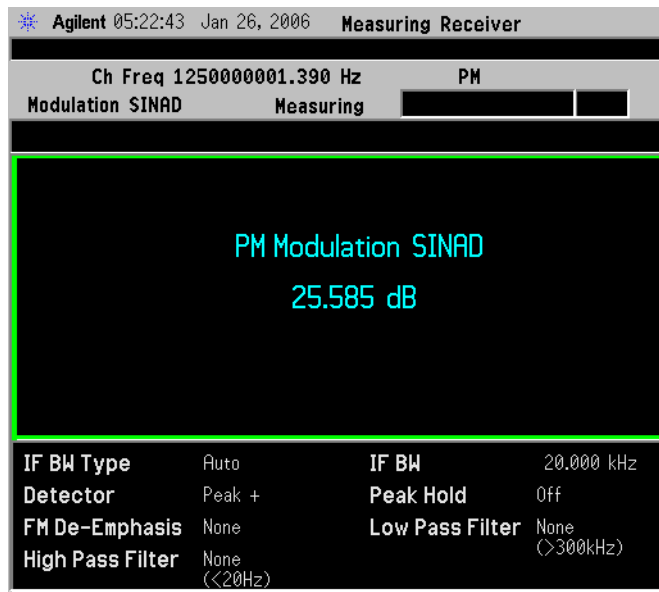 Agilent 05:22:43 Jan 26, 2006 Measuring Receiver
Ch Freq 1250000001.390 Hz PM
Modulation SINAD Measuring
PM Modulation SINAD
25.585 dB
IF BW Type Auto IF BW 20.000 kHz
Detector Peak + Peak Hold Off
FM De-Emphasis None Low Pass Filter None
(>300kHz)
High Pass Filter None
(<20Hz)